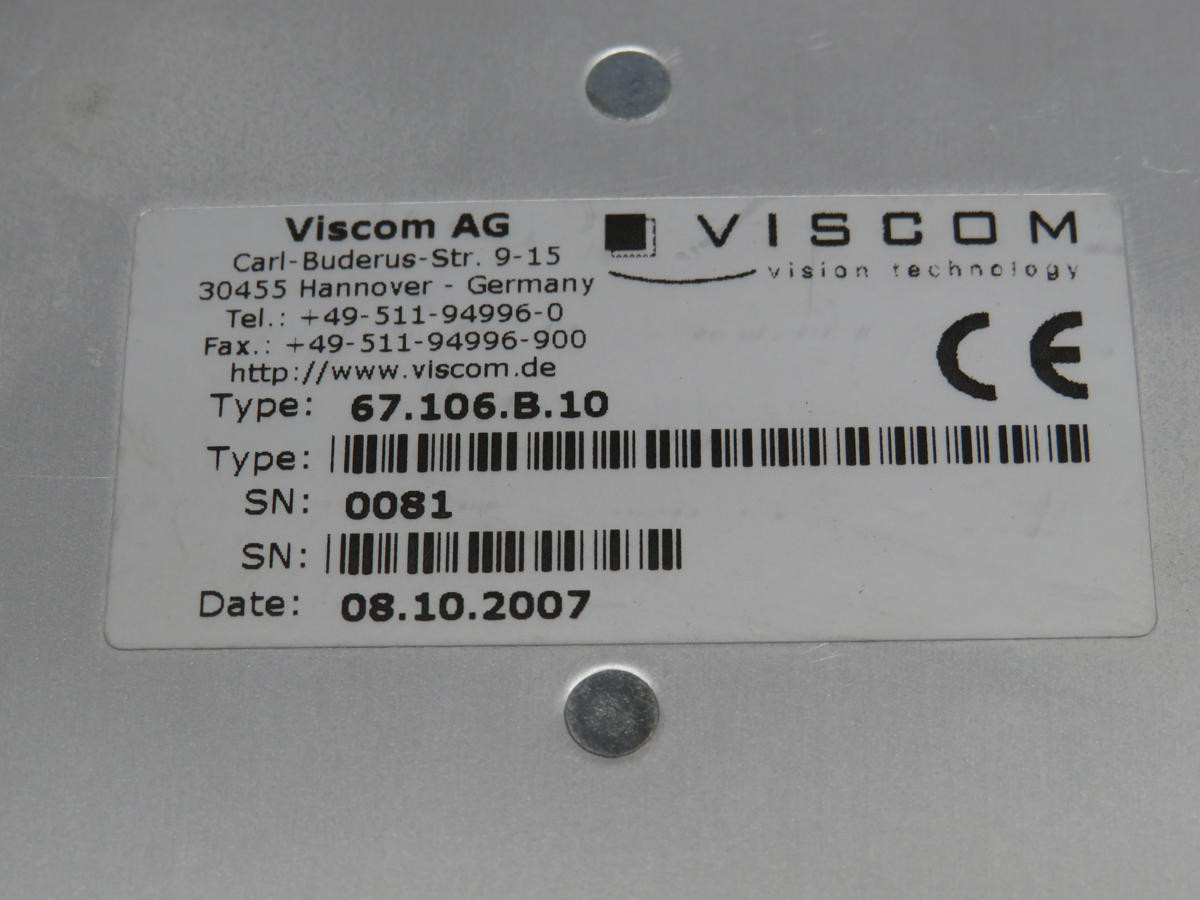 Viscom AG
Carl-Buderus-Str. 9-15
30455 Hannover - Germany
Tel.: +49-511-94996-0
Fax.: +49-511-94996-900
http://www.viscom.de
VISCOM
vision technology
CE
Type: 67.106.B.10
Type:
SN: 0081
SN:
Date: 08.10.2007